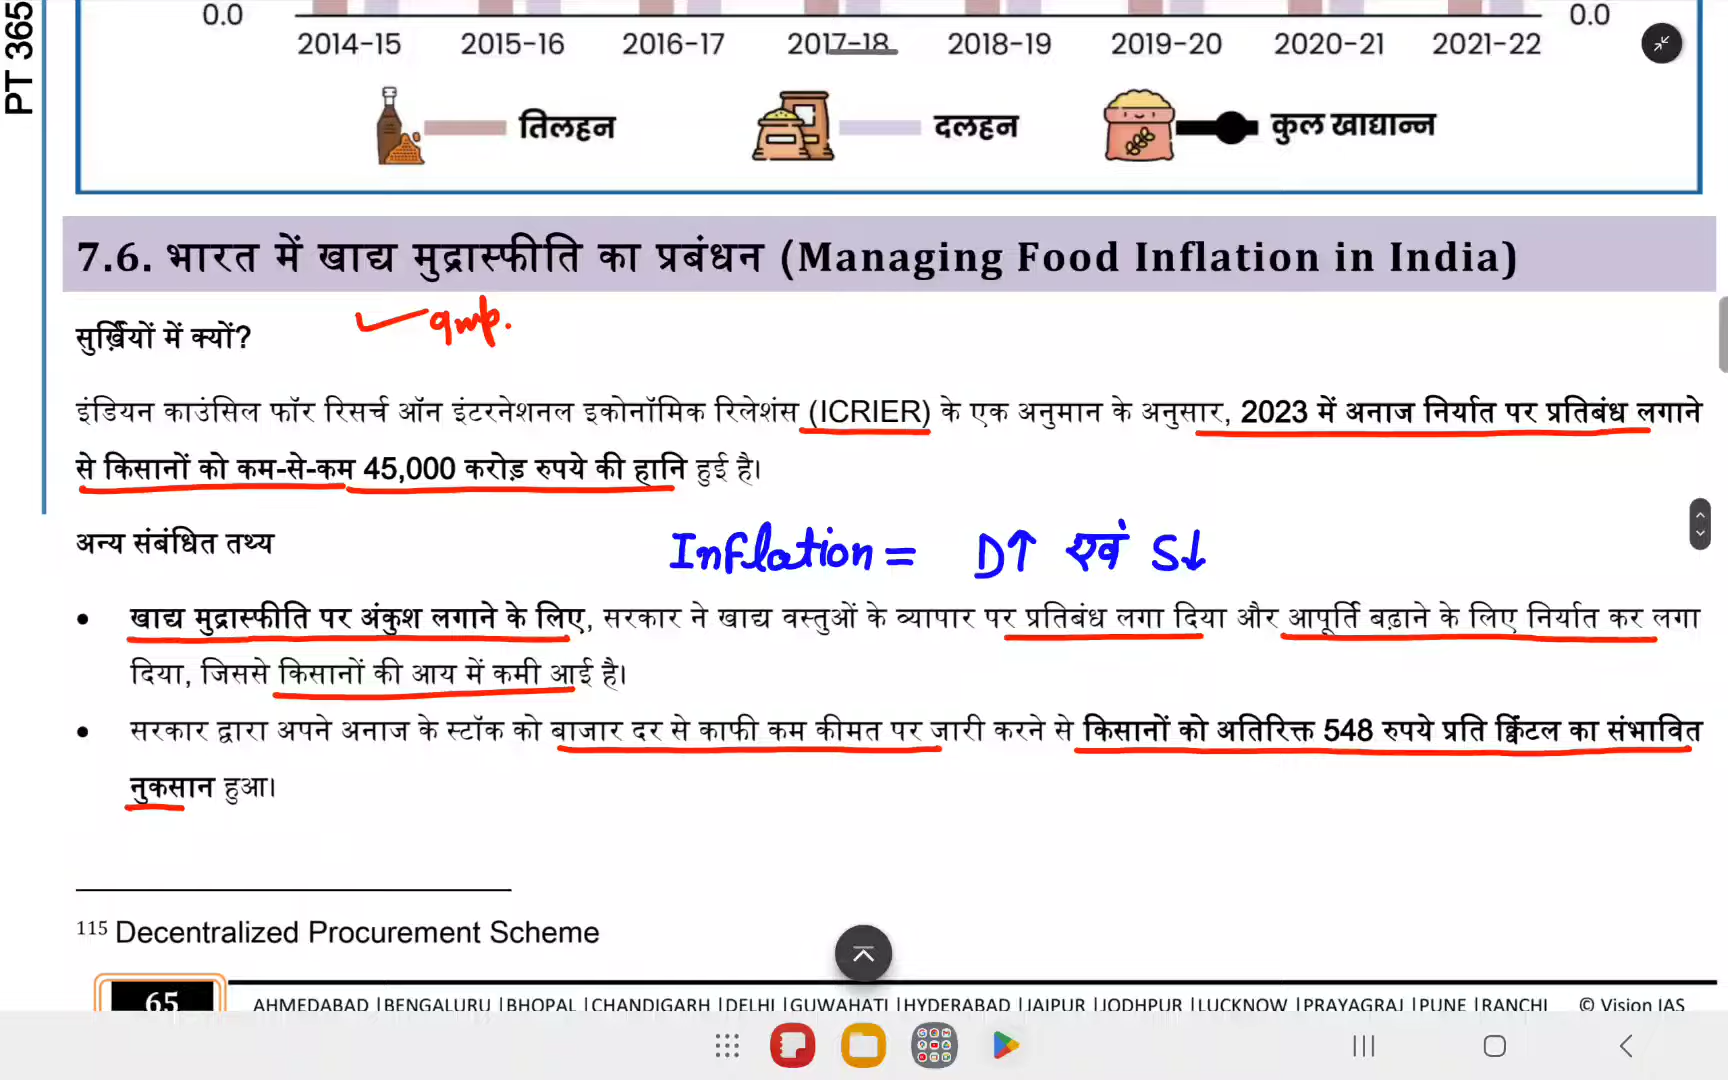 PT 365
0.0
0.0
2014-15 2015-16 2016-17 2017-18 2018-19 2019-20 2020-21 2021-22
तिलहन दलहन कुल खाद्यान्न
7.6. भारत में खाद्य मुद्रास्फीति का प्रबंधन (Managing Food Inflation in India)
सुर्ख़ियों में क्यों?
इंडियन काउंसिल फॉर रिसर्च ऑन इंटरनेशनल इकोनॉमिक रिलेशंस (ICRIER) के एक अनुमान के अनुसार, 2023 में अनाज निर्यात पर प्रतिबंध लगाने
से किसानों को कम-से-कम 45,000 करोड़ रुपये की हानि हुई है।
अन्य संबंधित तथ्य
Inflation = D↑ एवं S↓
• खाद्य मुद्रास्फीति पर अंकुश लगाने के लिए, सरकार ने खाद्य वस्तुओं के व्यापार पर प्रतिबंध लगा दिया और आपूर्ति बढ़ाने के लिए निर्यात कर लगा
दिया, जिससे किसानों की आय में कमी आई है।
• सरकार द्वारा अपने अनाज के स्टॉक को बाजार दर से काफी कम कीमत पर जारी करने से किसानों को अतिरिक्त 548 रुपये प्रति क्विंटल का संभावित
नुकसान हुआ।
115 Decentralized Procurement Scheme
65 AHMEDABAD |BENGALURU |BHOPAL |CHANDIGARH |DELHI |GUWAHATI |HYDERABAD |JAIPUR |JODHPUR |LUCKNOW |PRAYAGRAJ |PUNE |RANCHI © Vision IAS